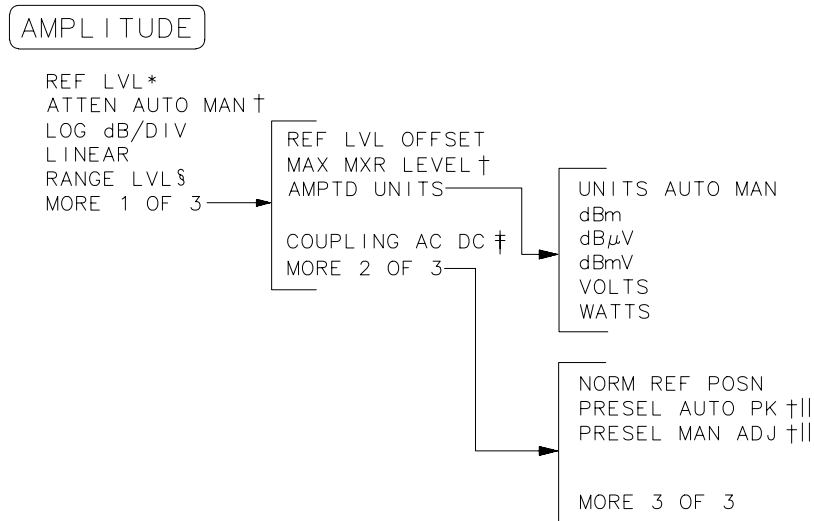 AMPLITUDE
REF LVL*
ATTEN AUTO MAN†
LOG dB/DIV
LINEAR
RANGE LVL§
MORE 1 OF 3
REF LVL OFFSET
MAX MXR LEVEL†
AMPTD UNITS
COUPLING AC DC‡
MORE 2 OF 3
UNITS AUTO MAN
dBm
dBμV
dBmV
VOLTS
WATTS
NORM REF POSN
PRESEL AUTO PK †||
PRESEL MAN ADJ †||
MORE 3 OF 3